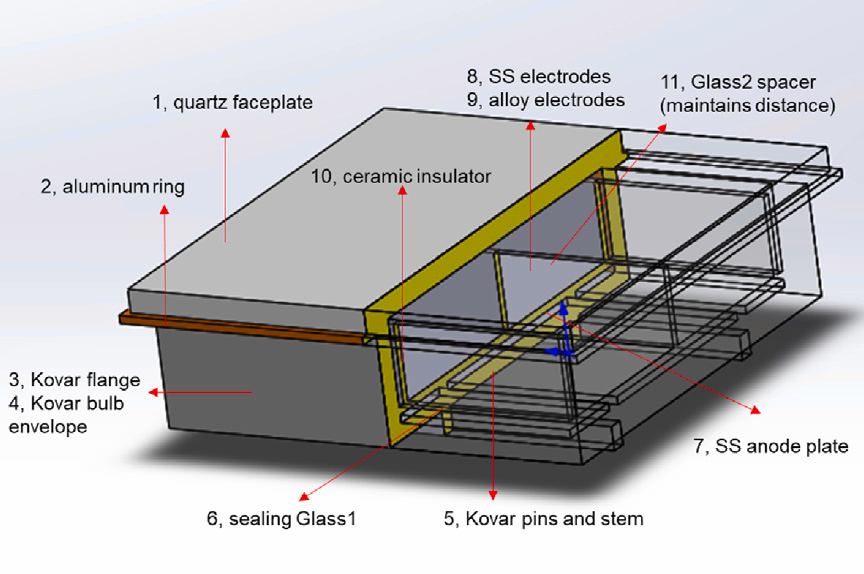 8, SS electrodes
9, alloy electrodes
11, Glass2 spacer
(maintains distance)
1, quartz faceplate
2, aluminum ring
10, ceramic insulator
3, Kovar flange
4, Kovar bulb
envelope
7, SS anode plate
6, sealing Glass1
5, Kovar pins and stem